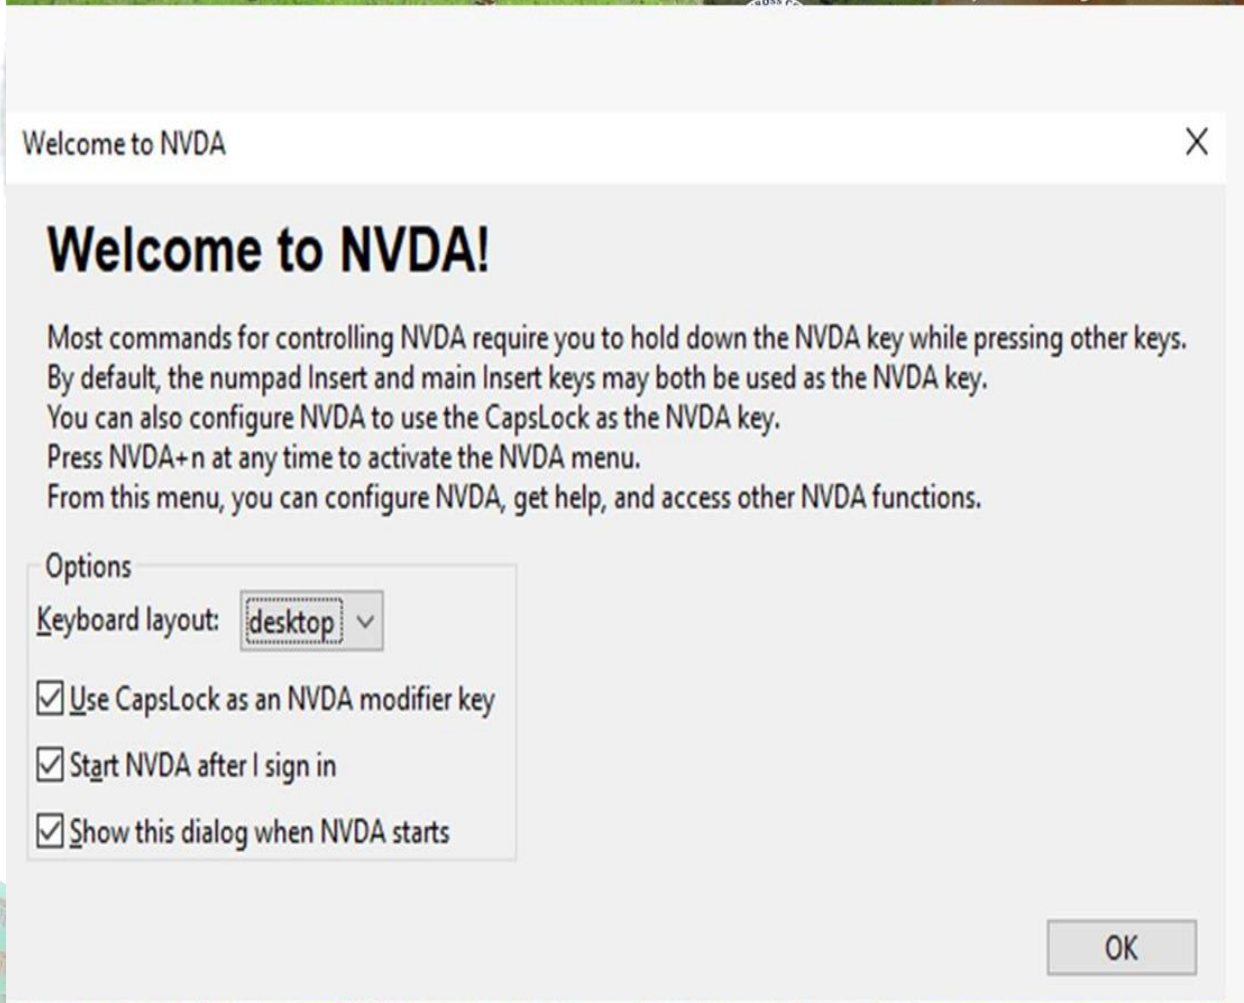 Welcome to NVDA
Welcome to NVDA!
Most commands for controlling NVDA require you to hold down the NVDA key while pressing other keys.
By default, the numpad Insert and main Insert keys may both be used as the NVDA key.
You can also configure NVDA to use the CapsLock as the NVDA key.
Press NVDA+n at any time to activate the NVDA menu.
From this menu, you can configure NVDA, get help, and access other NVDA functions.
Options
Keyboard layout: desktop
Use CapsLock as an NVDA modifier key
Start NVDA after I sign in
Show this dialog when NVDA starts
OK